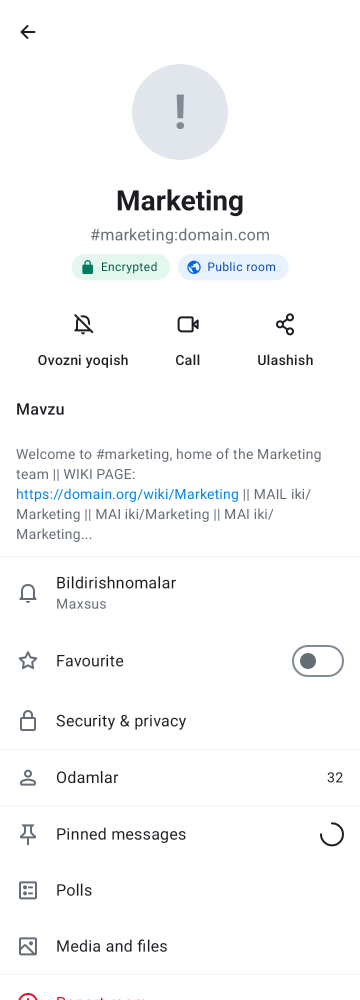 !
Marketing
#marketing:domain.com
Encrypted Public room
Ovozni yoqish Call Ulashish
Mavzu
Welcome to #marketing, home of the Marketing
team || WIKI PAGE:
https://domain.org/wiki/Marketing || MAIL iki/
Marketing || MAI iki/Marketing || MAI iki/
Marketing...
Bildirishnomalar
Maxsus
Favourite
Security & privacy
Odamlar 32
Pinned messages
Polls
Media and files
Report room